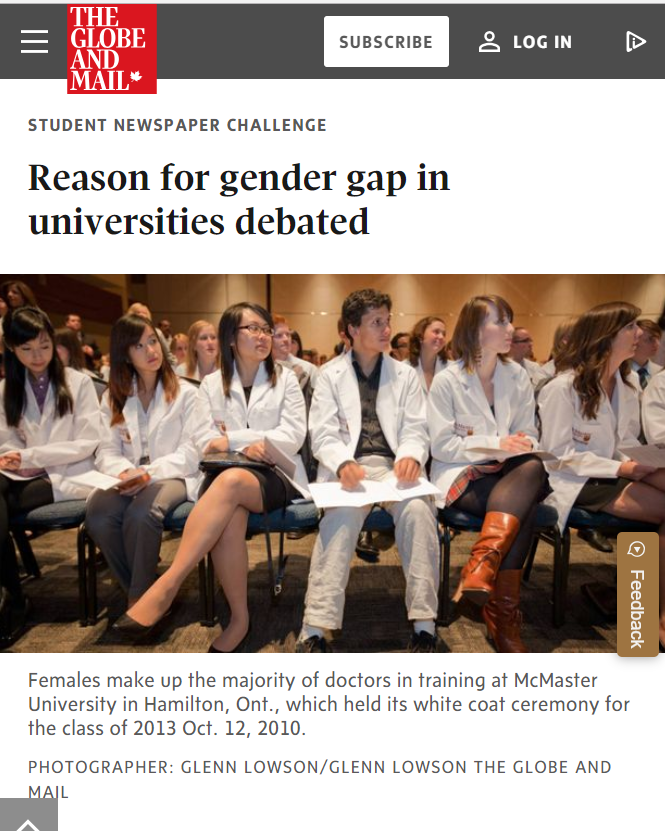 THE
GLOBE
AND
MAIL
SUBSCRIBE
LOG IN
STUDENT NEWSPAPER CHALLENGE
Reason for gender gap in
universities debated
Feedback
Females make up the majority of doctors in training at McMaster
University in Hamilton, Ont., which held its white coat ceremony for
the class of 2013 Oct. 12, 2010.
PHOTOGRAPHER: GLENN LOWSON/GLENN LOWSON THE GLOBE AND
MAIL